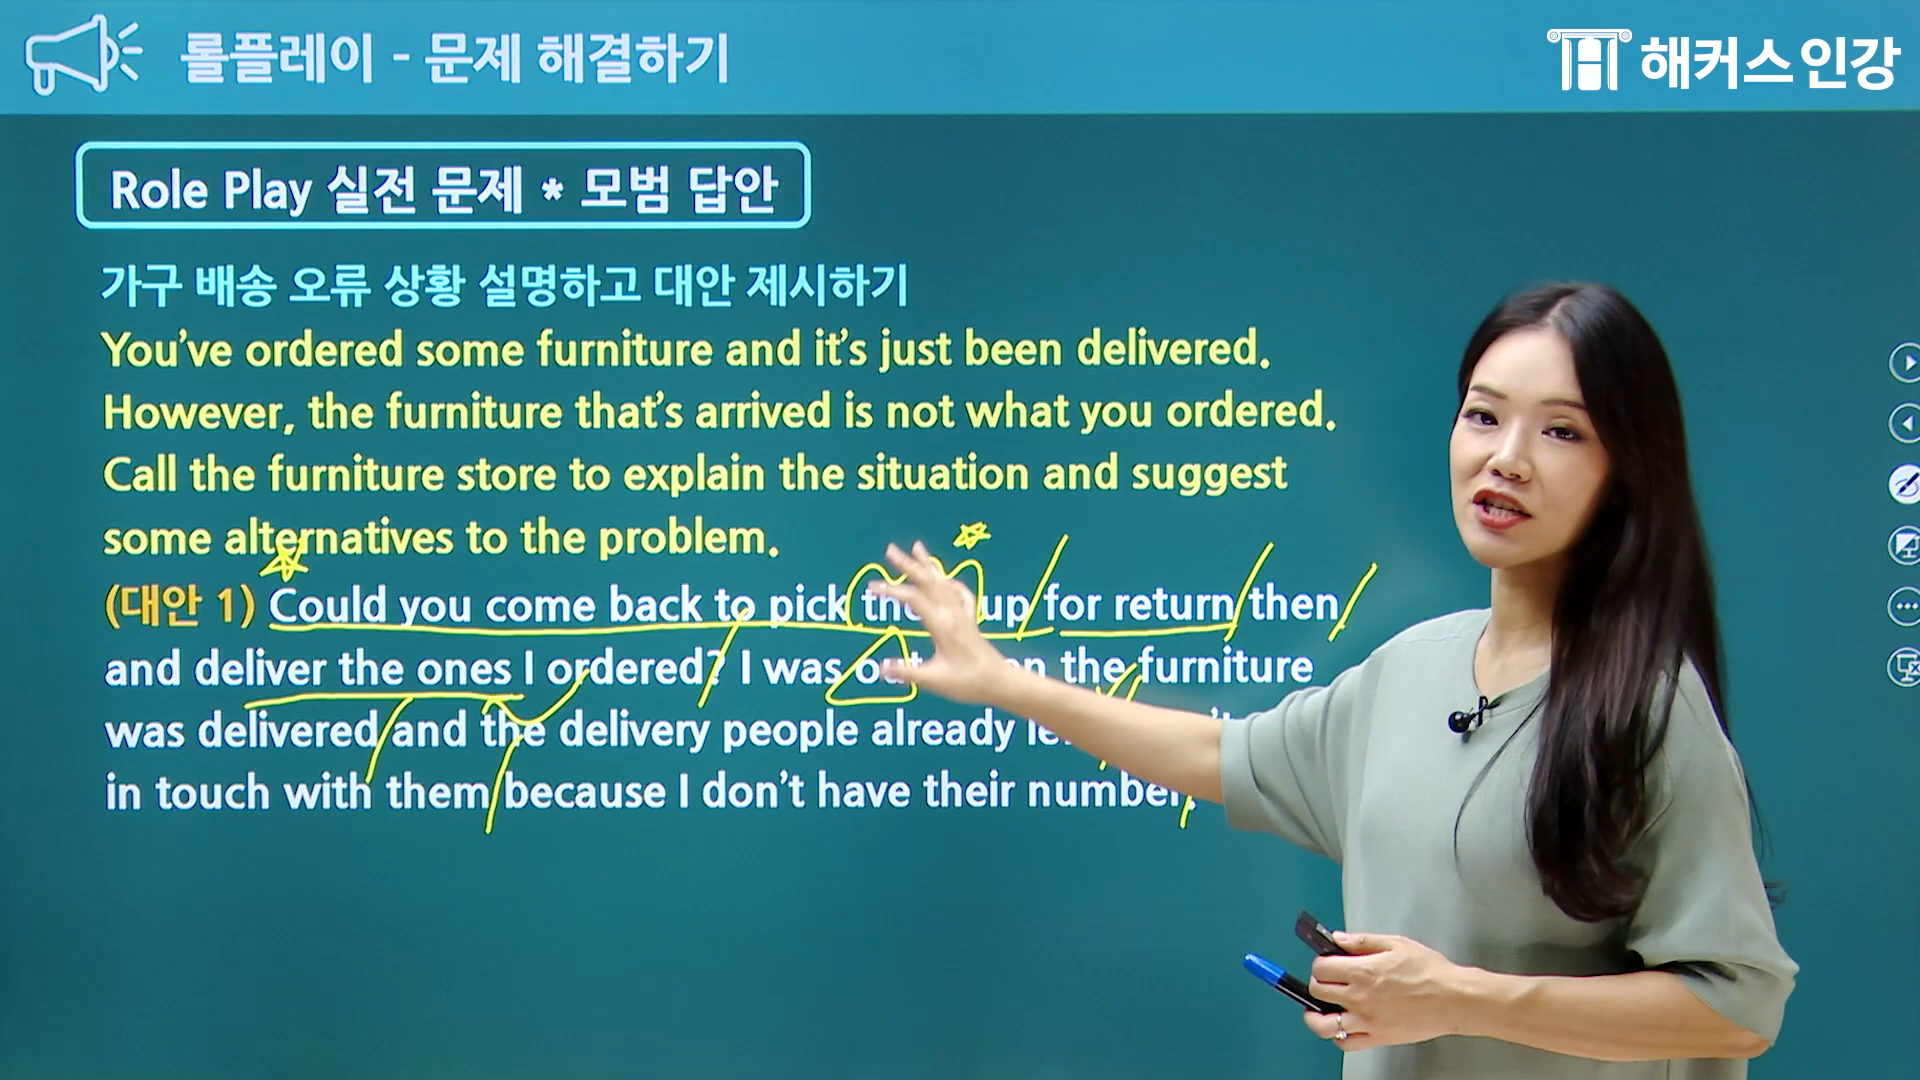 롤플레이 - 문제 해결하기
해커스인강
Role Play 실전 문제 * 모범 답안
가구 배송 오류 상황 설명하고 대안 제시하기
You've ordered some furniture and it's just been delivered.
However, the furniture that's arrived is not what you ordered.
Call the furniture store to explain the situation and suggest
some alternatives to the problem.
(대안 1) Could you come back to pick up for return then
and deliver the ones I ordered? I was out the furniture
was delivered and the delivery people already
in touch with them because I don't have their number.